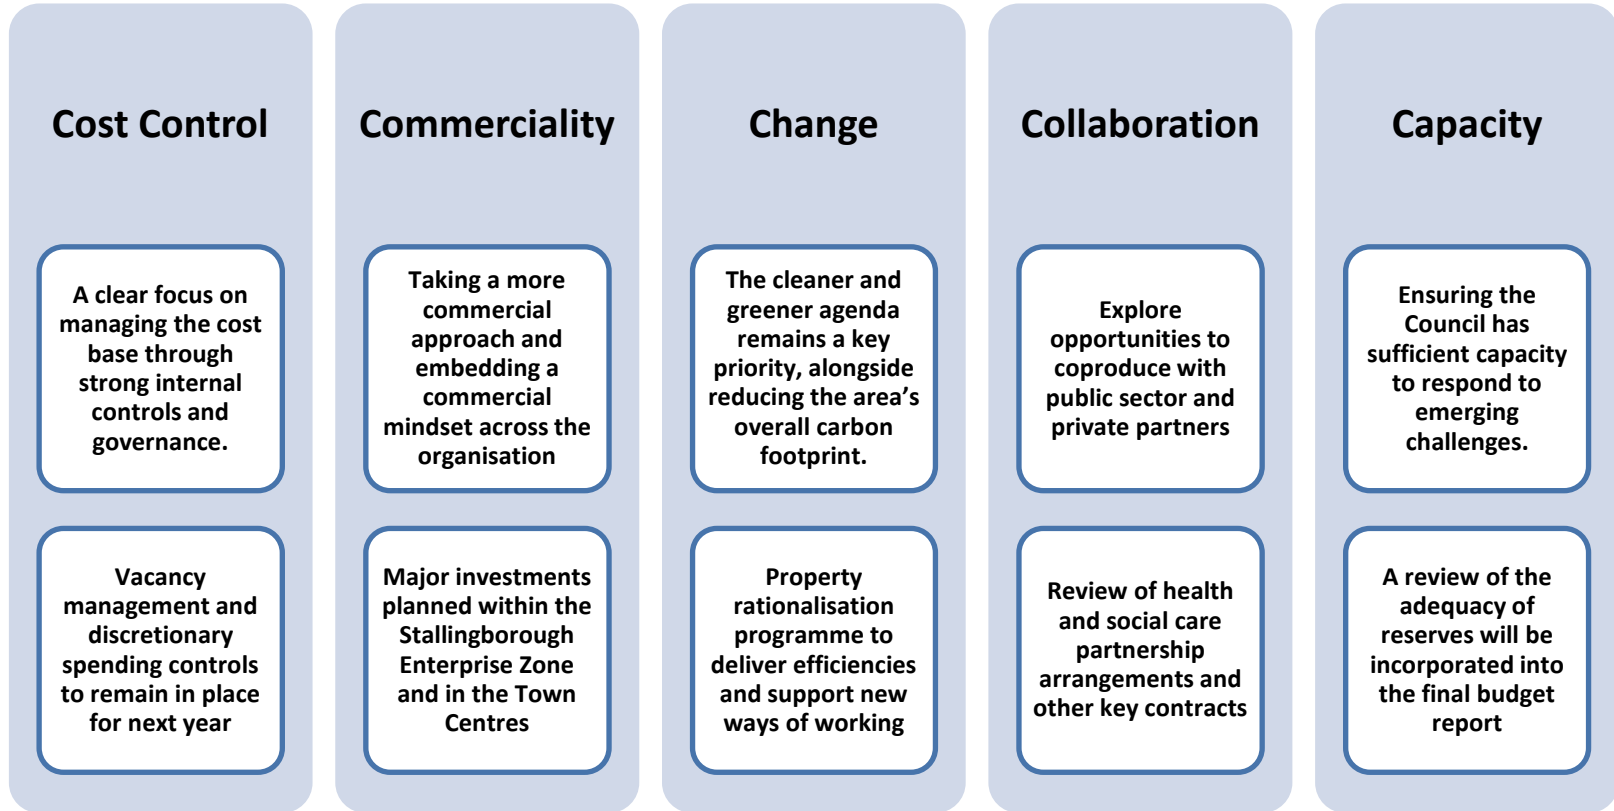 Cost Control
A clear focus on
managing the cost
base through
strong internal
controls and
governance.
Vacancy
management and
discretionary
spending controls
to remain in place
for next year
Commerciality
Taking a more
commercial
approach and
embedding a
commercial
mindset across the
organisation
Major investments
planned within the
Stallingborough
Enterprise Zone
and in the Town
Centres
Change
The cleaner and
greener agenda
remains a key
priority, alongside
reducing the area’s
overall carbon
footprint.
Property
rationalisation
programme to
deliver efficiencies
and support new
ways of working
Collaboration
Explore
opportunities to
coproduce with
public sector and
private partners
Review of health
and social care
partnership
arrangements and
other key contracts
Capacity
Ensuring the
Council has
sufficient capacity
to respond to
emerging
challenges.
A review of the
adequacy of
reserves will be
incorporated into
the final budget
report